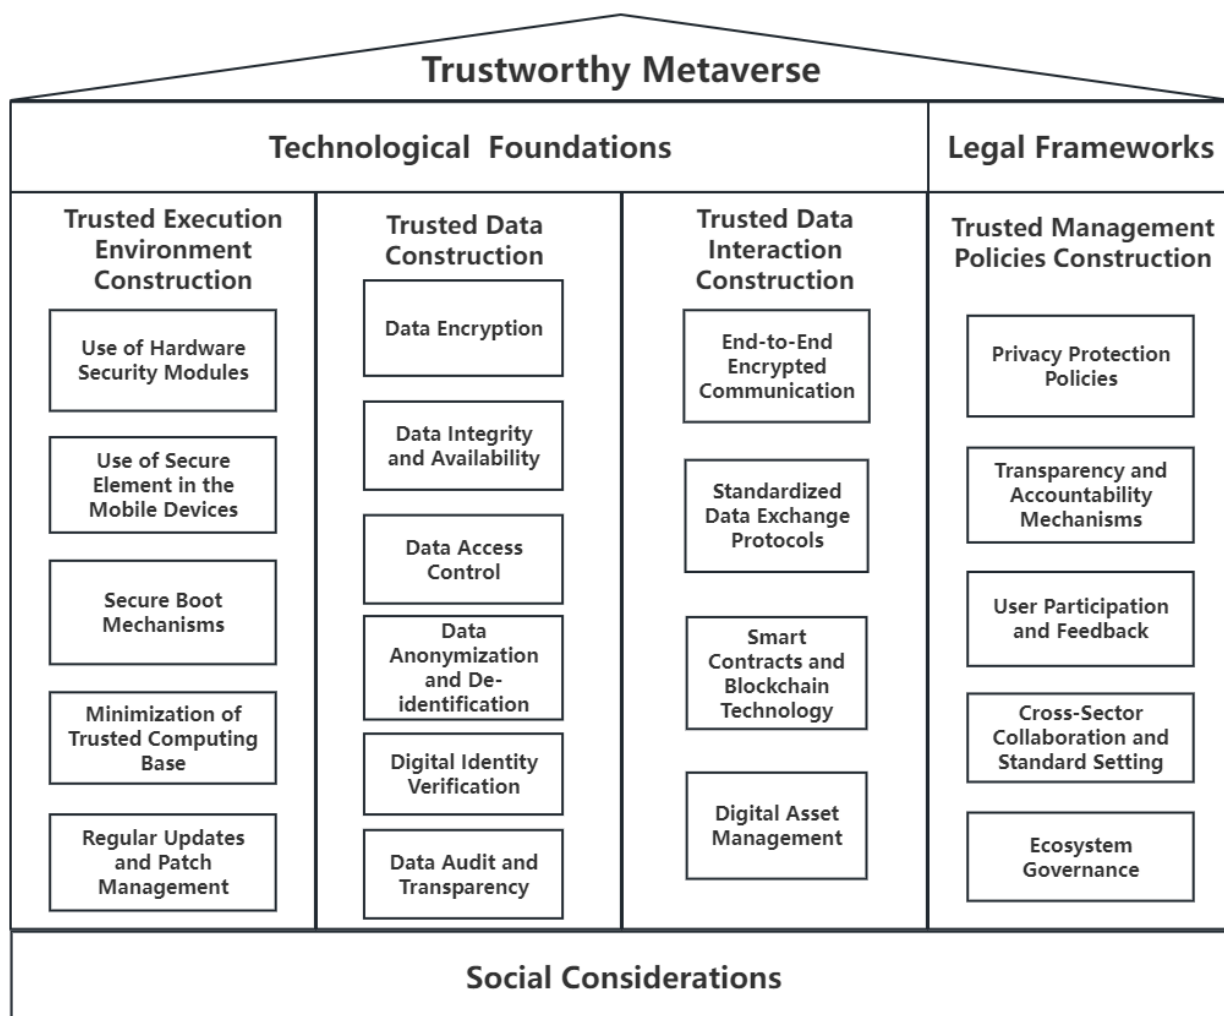 Trustworthy Metaverse
Technological Foundations
Legal Frameworks
Trusted Execution
Environment
Construction
Use of Hardware
Security Modules
Use of Secure
Element in the
Mobile Devices
Secure Boot
Mechanisms
Minimization of
Trusted Computing
Base
Regular Updates
and Patch
Management
Trusted Data
Construction
Data Encryption
Data Integrity
and Availability
Data Access
Control
Data
Anonymization
and De-
identification
Digital Identity
Verification
Data Audit and
Transparency
Trusted Data
Interaction
Construction
End-to-End
Encrypted
Communication
Standardized
Data Exchange
Protocols
Smart
Contracts and
Blockchain
Technology
Digital Asset
Management
Trusted Management
Policies Construction
Privacy Protection
Policies
Transparency and
Accountability
Mechanisms
User Participation
and Feedback
Cross-Sector
Collaboration and
Standard Setting
Ecosystem
Governance
Social Considerations